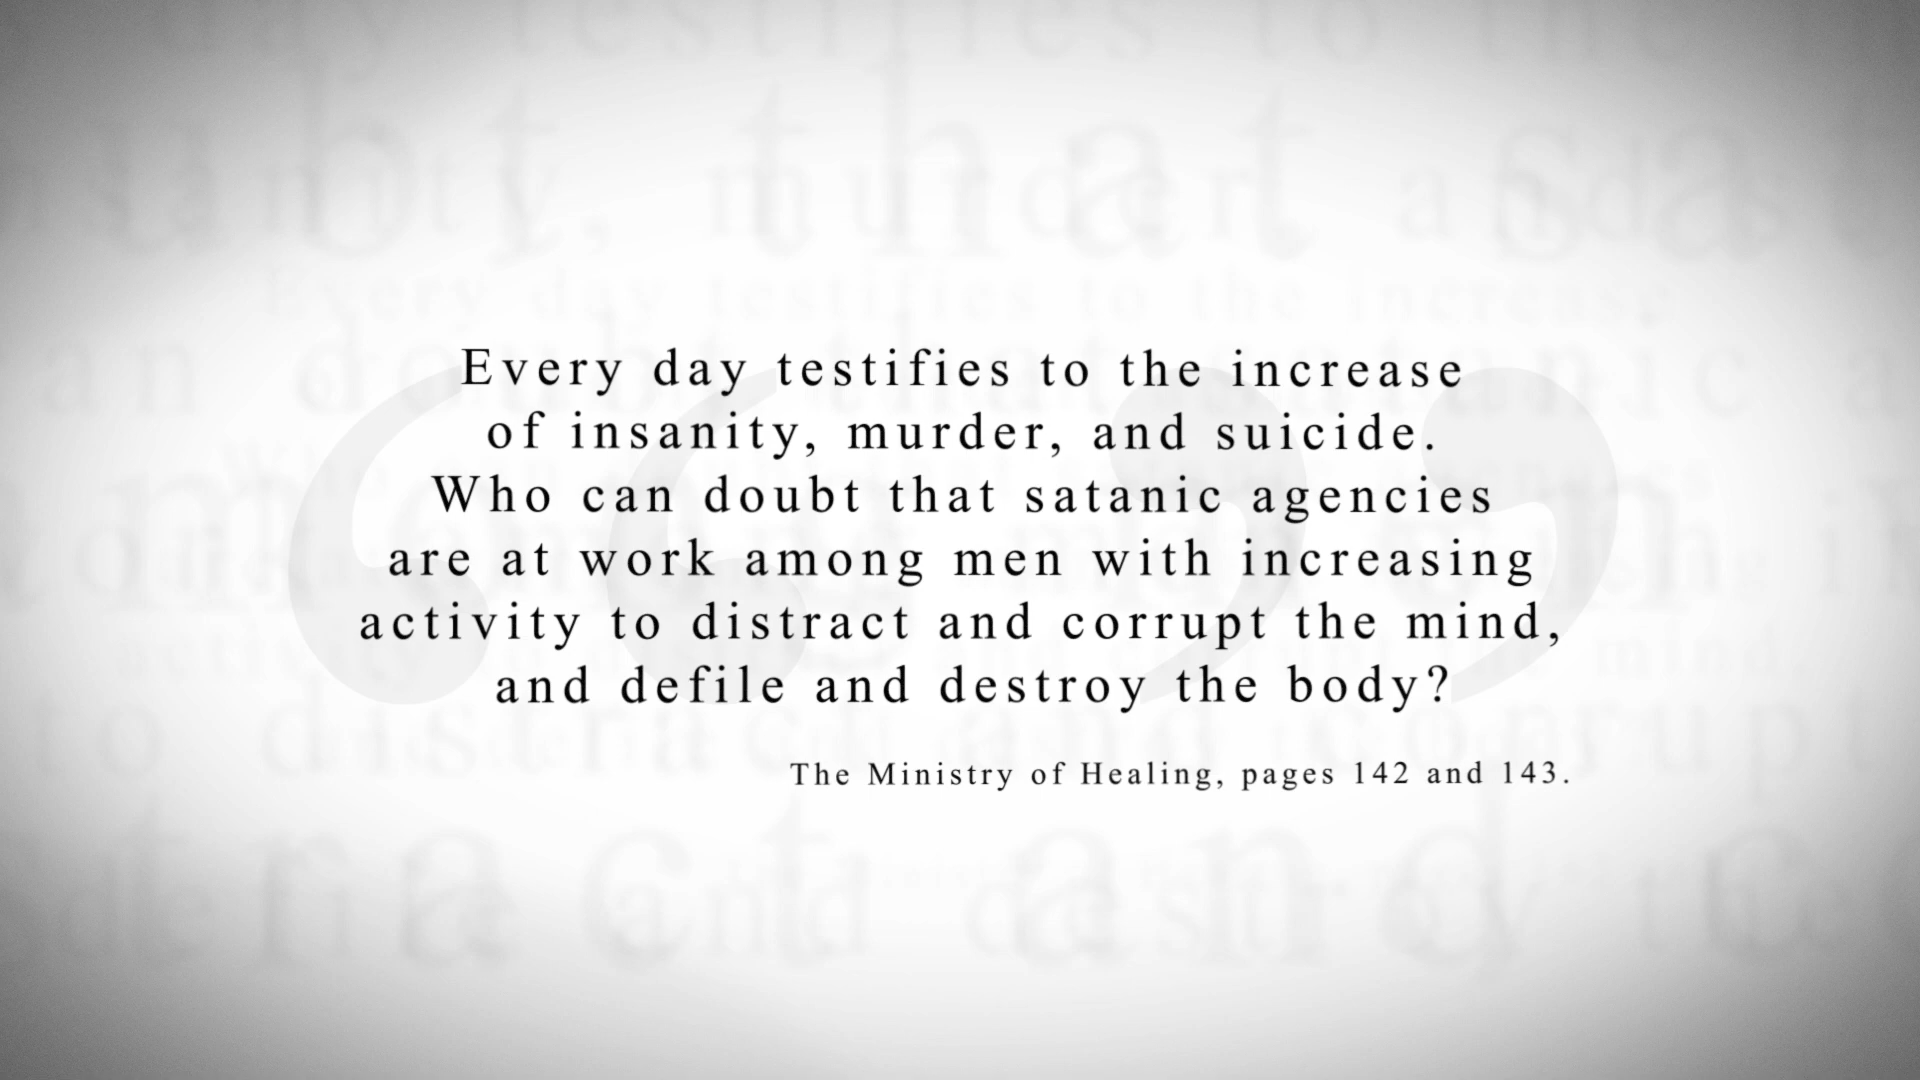 Every day testifies to the increase
of insanity, murder, and suicide.
Who can doubt that satanic agencies
are at work among men with increasing
activity to distract and corrupt the mind,
and defile and destroy the body?
The Ministry of Healing, pages 142 and 143.